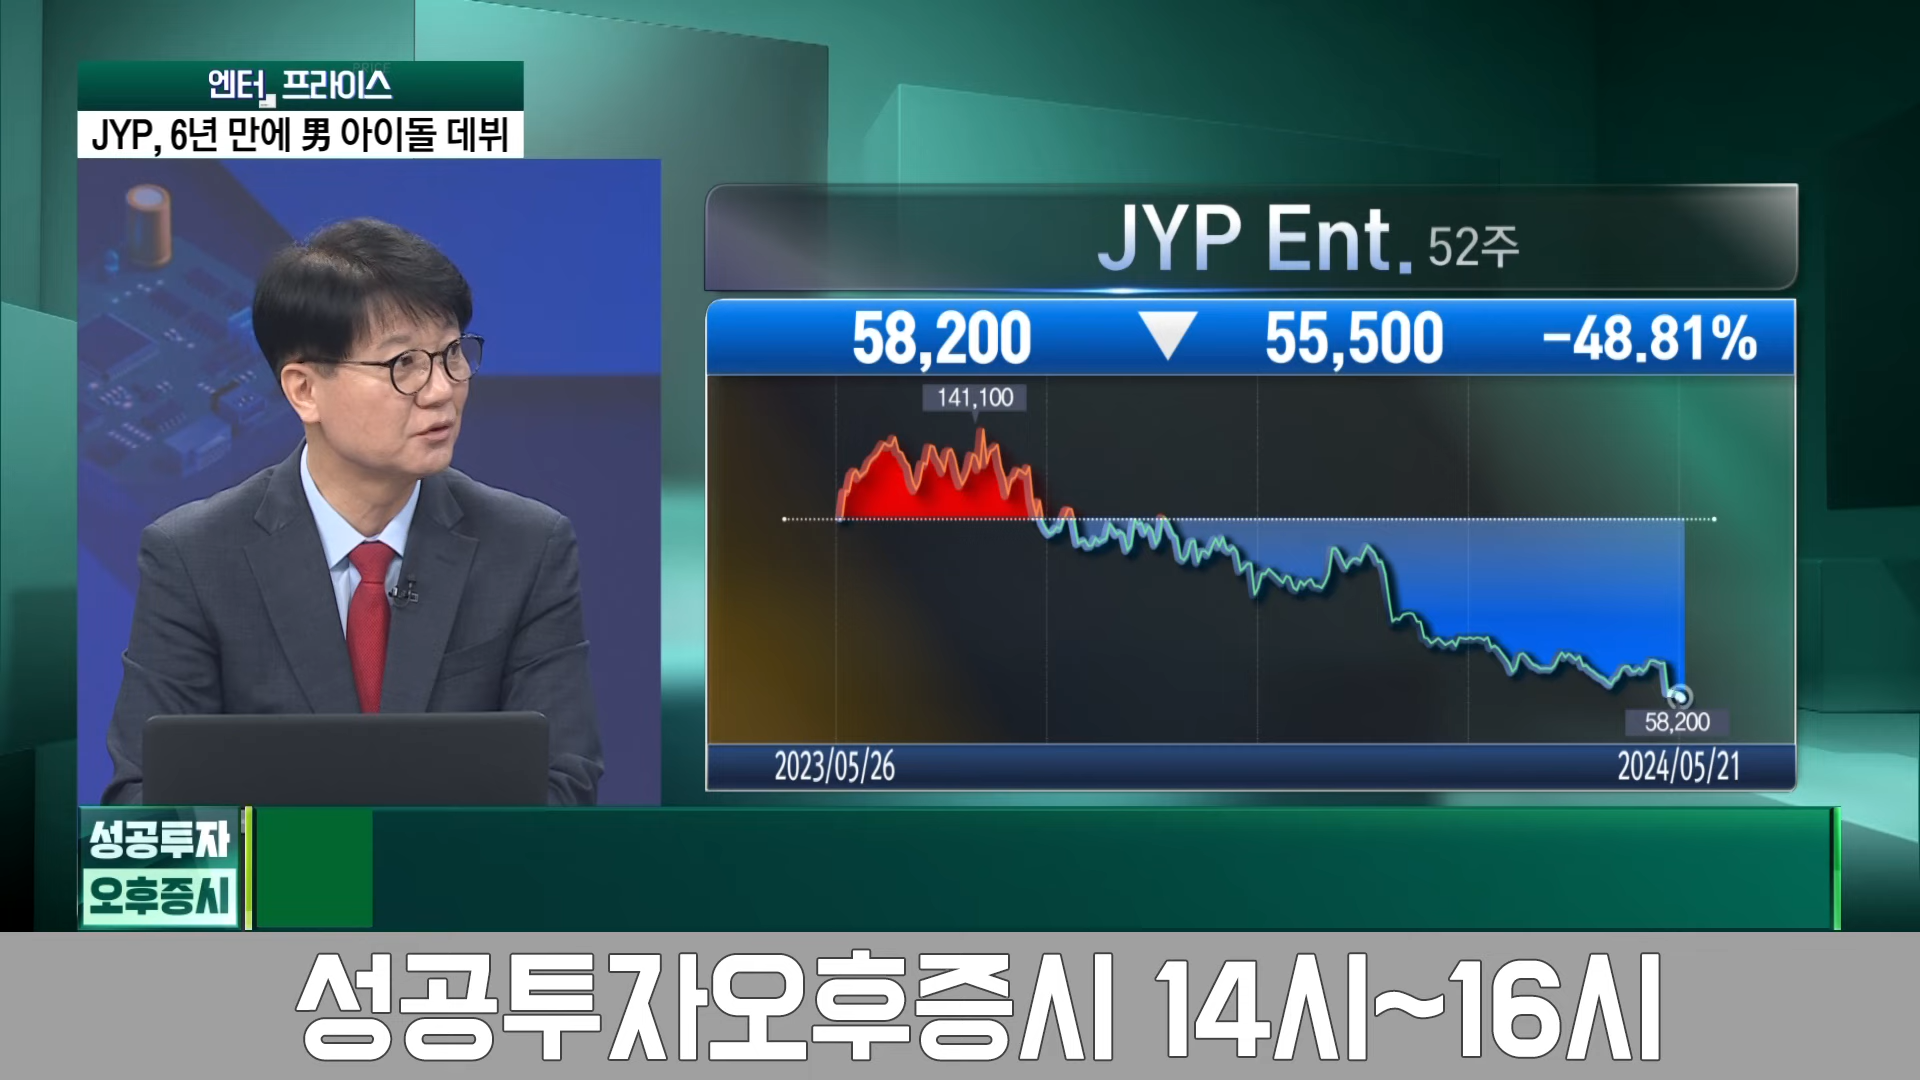 PRICE
엔터 프라이스
JYP, 6년 만에 男 아이돌 데뷔
JYP Ent. 52주
58,200 ▼ 55,500 -48.81%
141,100
58,200
2023/05/26 2024/05/21
성공투자
오후증시
성공투자오후증시 14시~16시